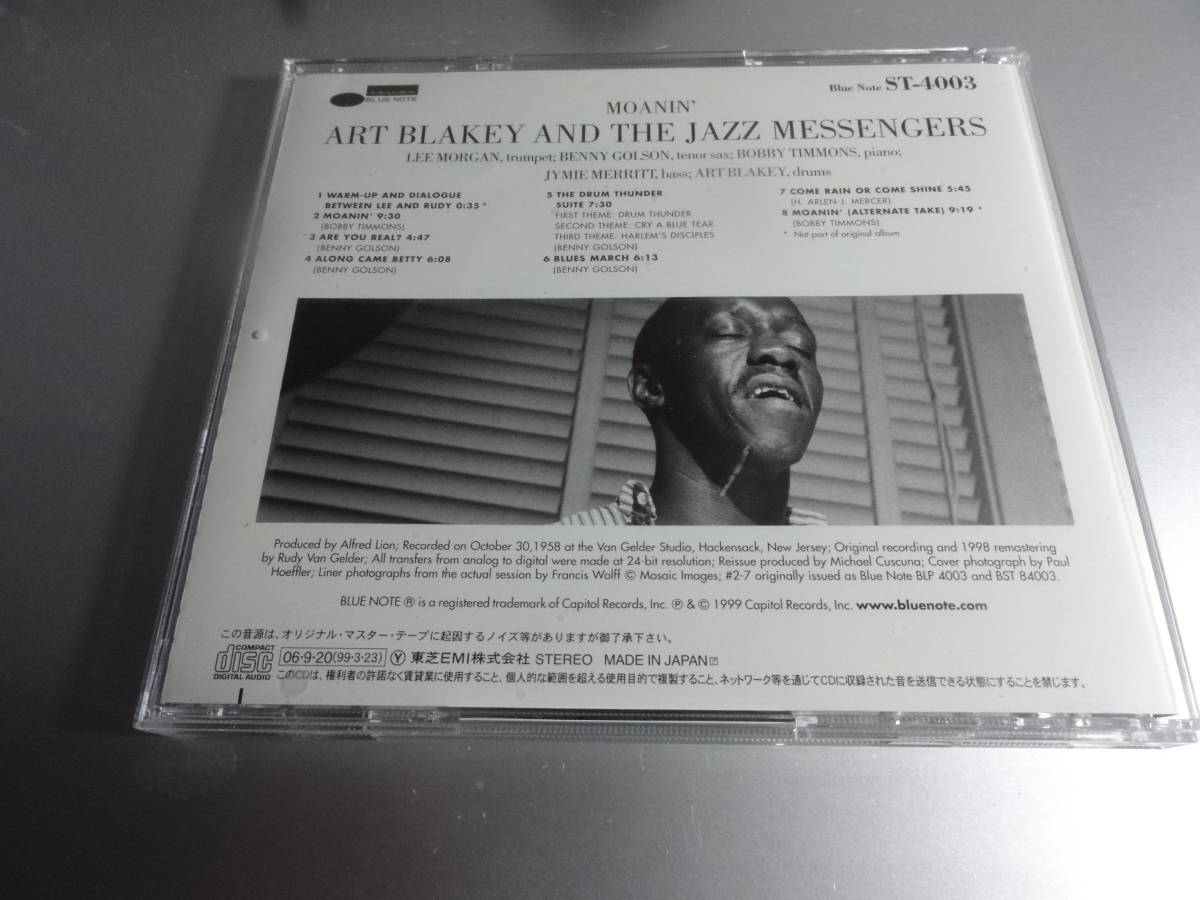 BLUE NOTE
Blue Note ST-4003
MOANIN'
ART BLAKEY AND THE JAZZ MESSENGERS
LEE MORGAN, trumpet; BENNY GOLSON, tenor sax; BOBBY TIMMONS, piano;
JYMIE MERRITT, bass; ART BLAKEY, drums
1 WARM-UP AND DIALOGUE
BETWEEN LEE AND RUDY 0:35 *
2 MOANIN' 9:30
(BOBBY TIMMONS)
3 ARE YOU REAL? 4:47
(BENNY GOLSON)
4 ALONG CAME BETTY 6:08
(BENNY GOLSON)
5 THE DRUM THUNDER
SUITE 7:30
FIRST THEME: DRUM THUNDER
SECOND THEME: CRY A BLUE TEAR
THIRD THEME: HARLEM'S DISCIPLES
(BENNY GOLSON)
6 BLUES MARCH 6:13
(BENNY GOLSON)
7 COME RAIN OR COME SHINE 5:45
(H. ARLEN-J. MERCER)
8 MOANIN' (ALTERNATE TAKE) 9:19 *
(BOBBY TIMMONS)
* Not part of original album
Produced by Alfred Lion; Recorded on October 30,1958 at the Van Gelder Studio, Hackensack, New Jersey; Original recording and 1998 remastering
by Rudy Van Gelder; All transfers from analog to digital were made at 24-bit resolution; Reissue produced by Michael Cuscuna; Cover photograph by Paul
Hoeffler; Liner photographs from the actual session by Francis Wolff © Mosaic Images; #2-7 originally issued as Blue Note BLP 4003 and BST 84003.
BLUE NOTE ® is a registered trademark of Capitol Records, Inc. ℗ & © 1999 Capitol Records, Inc. www.bluenote.com
この音源は、オリジナル・マスター・テープに起因するノイズ等がありますが御了承下さい。
COMPACT disc DIGITAL AUDIO 06・9・20(99・3・23) Ⓨ 東芝EMI株式会社 STEREO MADE IN JAPAN
このCDは、権利者の許諾なく賃貸業に使用すること、個人的な範囲を超える使用目的で複製すること、ネットワーク等を通じてCDに収録された音を送信できる状態にすることを禁じます。